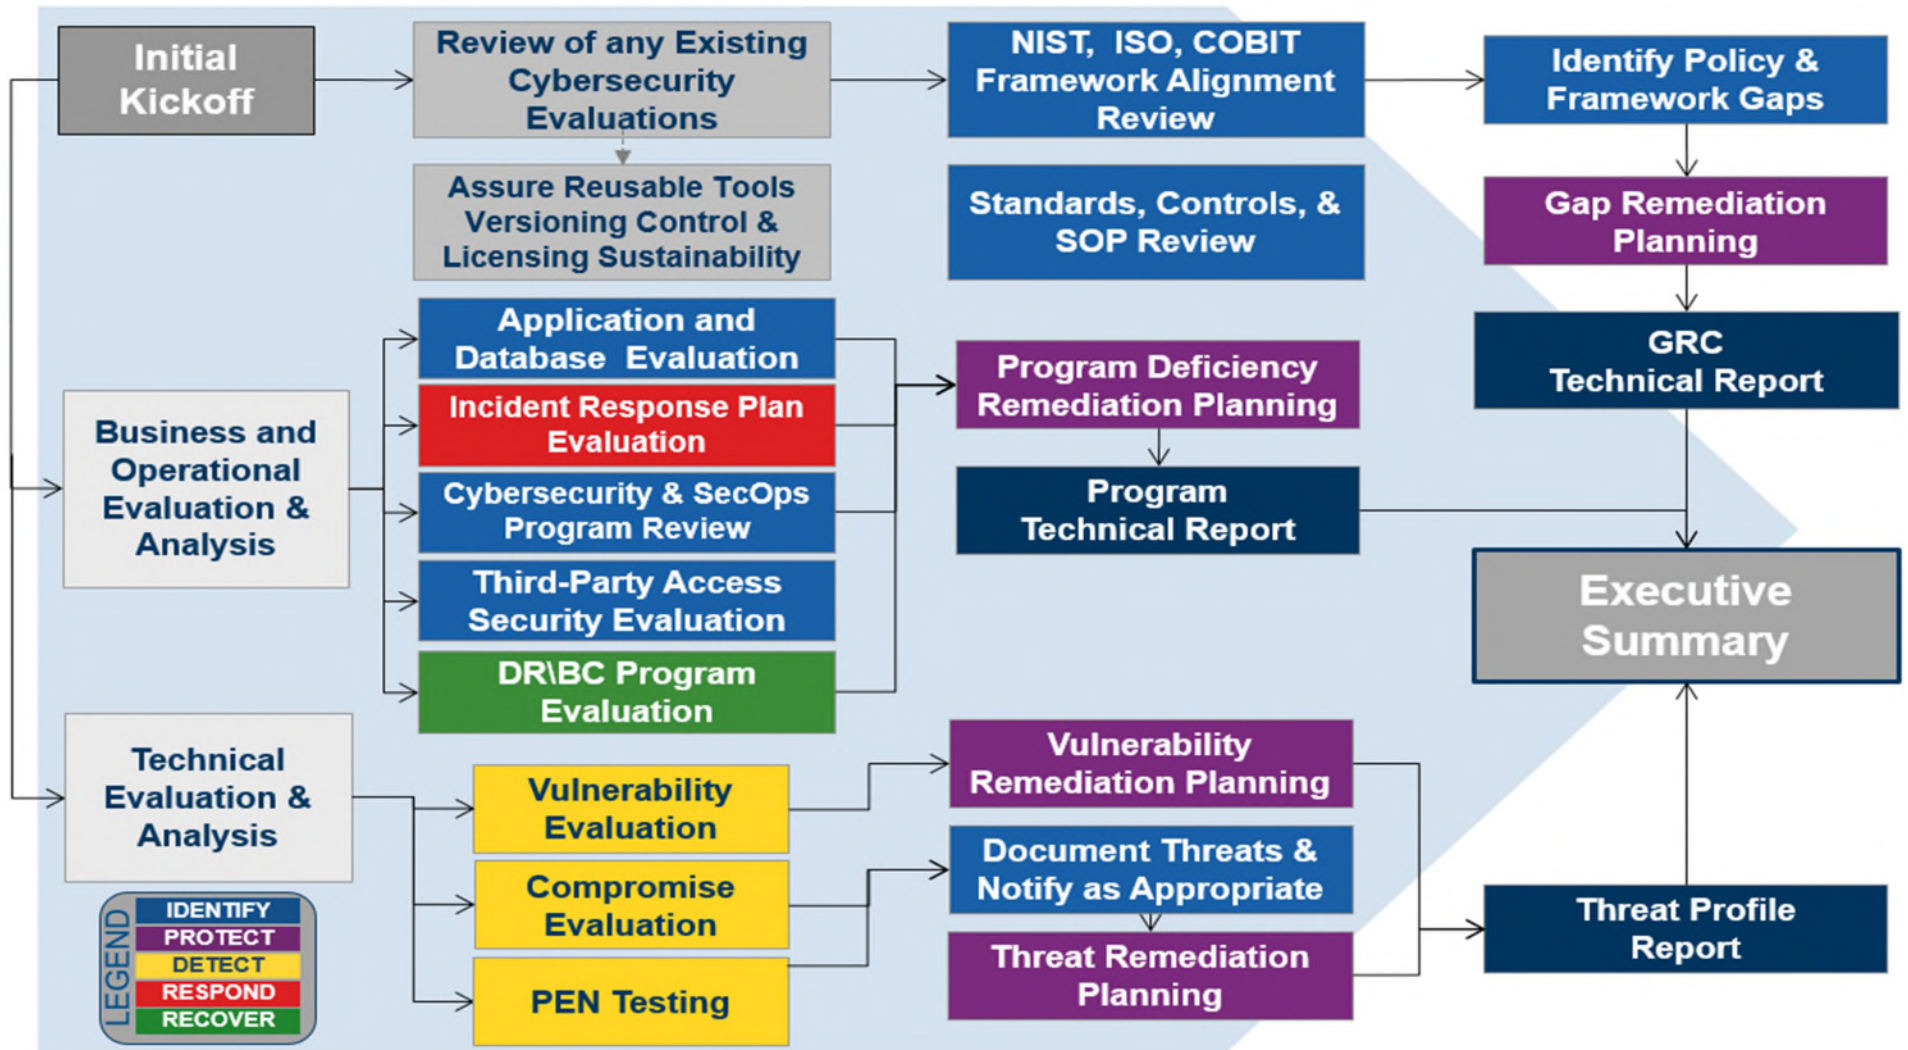 Initial
Kickoff
Review of any Existing
Cybersecurity
Evaluations
NIST, ISO, COBIT
Framework Alignment
Review
Identify Policy &
Framework Gaps
Assure Reusable Tools
Versioning Control &
Licensing Sustainability
Standards, Controls, &
SOP Review
Gap Remediation
Planning
GRC
Technical Report
Business and
Operational
Evaluation &
Analysis
Application and
Database Evaluation
Incident Response Plan
Evaluation
Cybersecurity & SecOps
Program Review
Third-Party Access
Security Evaluation
DR\BC Program
Evaluation
Program Deficiency
Remediation Planning
Program
Technical Report
Executive
Summary
Technical
Evaluation &
Analysis
Vulnerability
Evaluation
Compromise
Evaluation
PEN Testing
Vulnerability
Remediation Planning
Document Threats &
Notify as Appropriate
Threat Remediation
Planning
Threat Profile
Report
LEGEND
IDENTIFY
PROTECT
DETECT
RESPOND
RECOVER